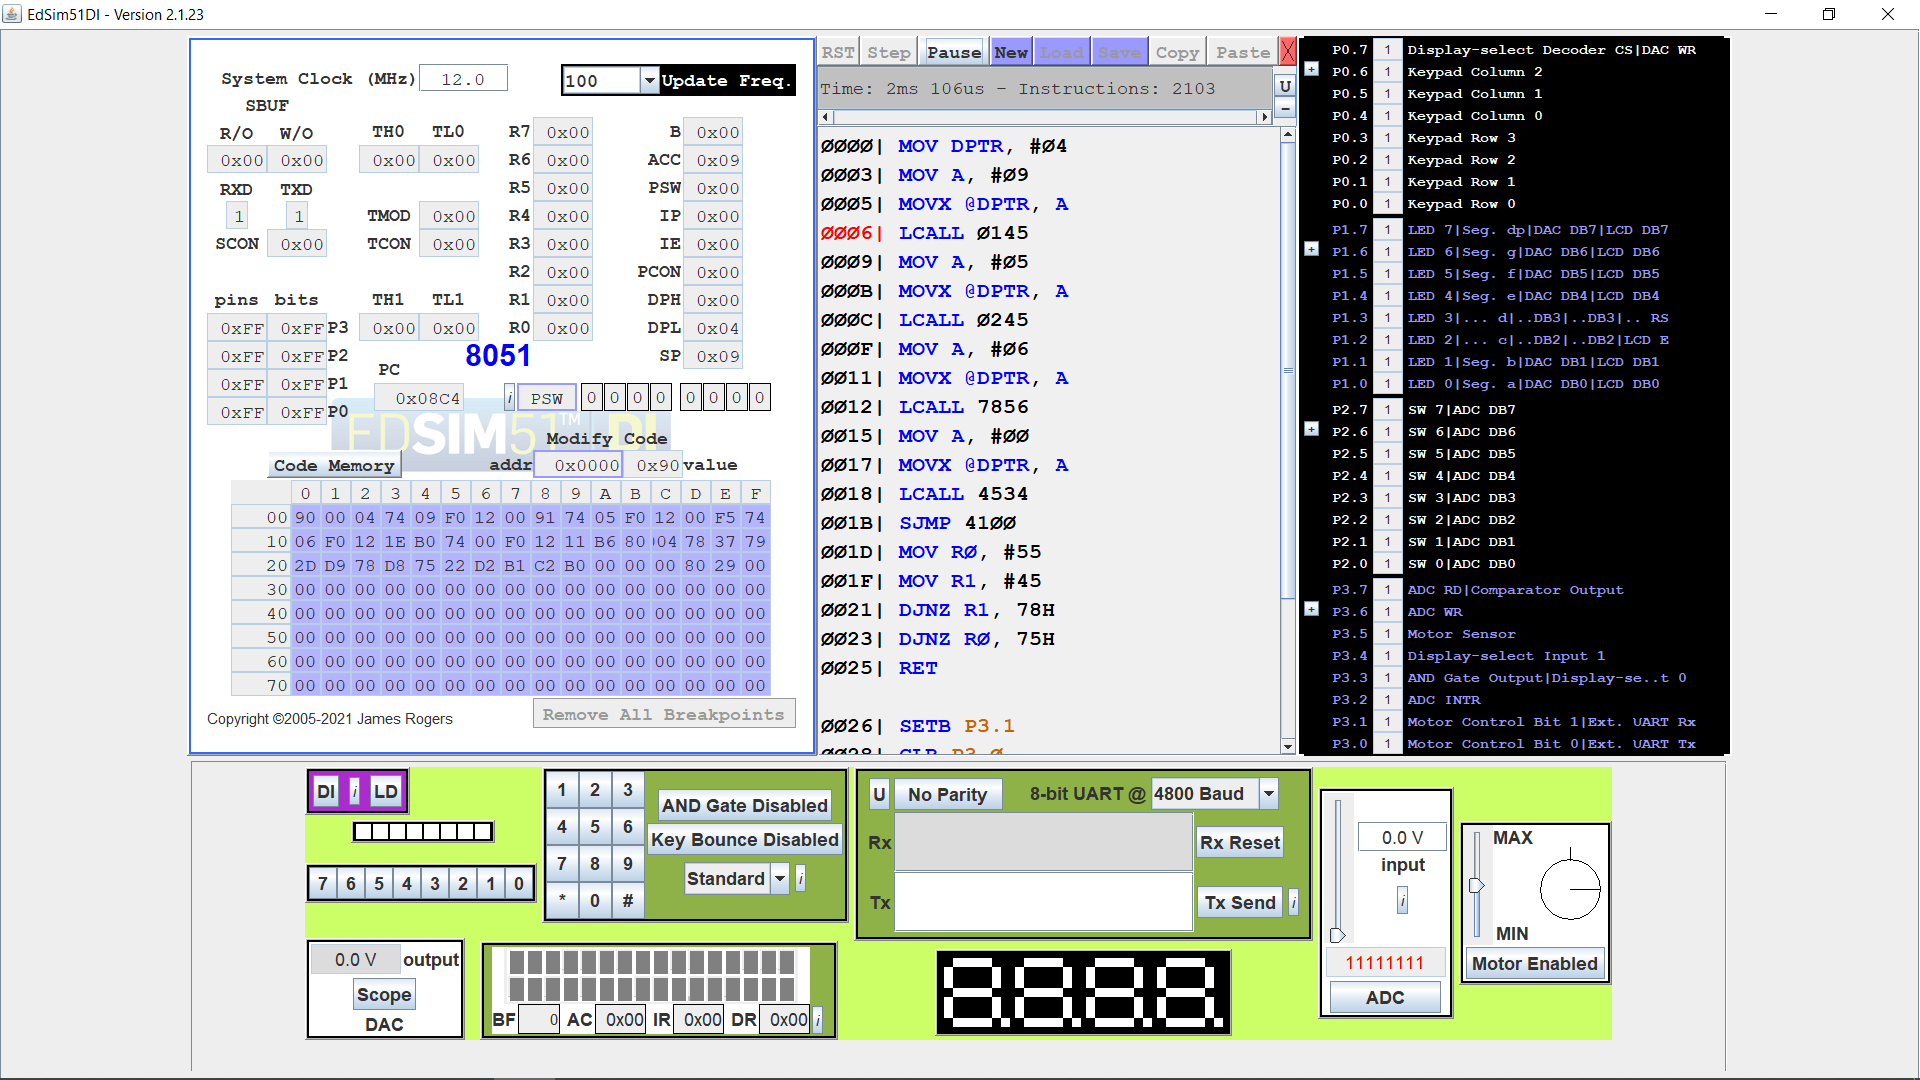 EdSim51DI - Version 2.1.23
System Clock (MHz) 12.0 100 Update Freq.
SBUF
R/O W/O TH0 TL0 R7 0x00 B 0x00
0x00 0x00 0x00 0x00 R6 0x00 ACC 0x09
RXD TXD R5 0x00 PSW 0x00
1 1 TMOD 0x00 R4 0x00 IP 0x00
SCON 0x00 TCON 0x00 R3 0x00 IE 0x00
R2 0x00 PCON 0x00
pins bits TH1 TL1 R1 0x00 DPH 0x00
0xFF 0xFF P3 0x00 0x00 R0 0x00 DPL 0x04
0xFF 0xFF P2 8051 SP 0x09
0xFF 0xFF P1 PC
0xFF 0xFF P0 0x08C4 i PSW 0 0 0 0 0 0 0 0
EDSIM51™ DI
Modify Code
Code Memory addr 0x0000 0x90 value
0 1 2 3 4 5 6 7 8 9 A B C D E F
00 90 00 04 74 09 F0 12 00 91 74 05 F0 12 00 F5 74
10 06 F0 12 1E B0 74 00 F0 12 11 B6 80 04 78 37 79
20 2D D9 78 D8 75 22 D2 B1 C2 B0 00 00 00 80 29 00
30 00 00 00 00 00 00 00 00 00 00 00 00 00 00 00 00
40 00 00 00 00 00 00 00 00 00 00 00 00 00 00 00 00
50 00 00 00 00 00 00 00 00 00 00 00 00 00 00 00 00
60 00 00 00 00 00 00 00 00 00 00 00 00 00 00 00 00
70 00 00 00 00 00 00 00 00 00 00 00 00 00 00 00 00
Copyright ©2005-2021 James Rogers Remove All Breakpoints
RST Step Pause New Load Save Copy Paste X
Time: 2ms 106us - Instructions: 2103 U
-
0000| MOV DPTR, #04
0003| MOV A, #09
0005| MOVX @DPTR, A
0006| LCALL 0145
0009| MOV A, #05
000B| MOVX @DPTR, A
000C| LCALL 0245
000F| MOV A, #06
0011| MOVX @DPTR, A
0012| LCALL 7856
0015| MOV A, #00
0017| MOVX @DPTR, A
0018| LCALL 4534
001B| SJMP 4100
001D| MOV R0, #55
001F| MOV R1, #45
0021| DJNZ R1, 78H
0023| DJNZ R0, 75H
0025| RET
0026| SETB P3.1
0028| CLR P3.0
P0.7 1 Display-select Decoder CS|DAC WR
+ P0.6 1 Keypad Column 2
P0.5 1 Keypad Column 1
P0.4 1 Keypad Column 0
P0.3 1 Keypad Row 3
P0.2 1 Keypad Row 2
P0.1 1 Keypad Row 1
P0.0 1 Keypad Row 0
P1.7 1 LED 7|Seg. dp|DAC DB7|LCD DB7
+ P1.6 1 LED 6|Seg. g|DAC DB6|LCD DB6
P1.5 1 LED 5|Seg. f|DAC DB5|LCD DB5
P1.4 1 LED 4|Seg. e|DAC DB4|LCD DB4
P1.3 1 LED 3|... d|..DB3|..DB3|.. RS
P1.2 1 LED 2|... c|..DB2|..DB2|LCD E
P1.1 1 LED 1|Seg. b|DAC DB1|LCD DB1
P1.0 1 LED 0|Seg. a|DAC DB0|LCD DB0
P2.7 1 SW 7|ADC DB7
+ P2.6 1 SW 6|ADC DB6
P2.5 1 SW 5|ADC DB5
P2.4 1 SW 4|ADC DB4
P2.3 1 SW 3|ADC DB3
P2.2 1 SW 2|ADC DB2
P2.1 1 SW 1|ADC DB1
P2.0 1 SW 0|ADC DB0
P3.7 1 ADC RD|Comparator Output
+ P3.6 1 ADC WR
P3.5 1 Motor Sensor
P3.4 1 Display-select Input 1
P3.3 1 AND Gate Output|Display-se..t 0
P3.2 1 ADC INTR
P3.1 1 Motor Control Bit 1|Ext. UART Rx
P3.0 1 Motor Control Bit 0|Ext. UART Tx
DI i LD
7 6 5 4 3 2 1 0
0.0 V output
Scope
DAC
1 2 3
4 5 6
7 8 9
* 0 #
AND Gate Disabled
Key Bounce Disabled
Standard i
BF 0 AC 0x00 IR 0x00 DR 0x00 i
U No Parity 8-bit UART @ 4800 Baud
Rx Rx Reset
Tx Tx Send i
8.8.8.8.
0.0 V
input
i
11111111
ADC
MAX
MIN
Motor Enabled